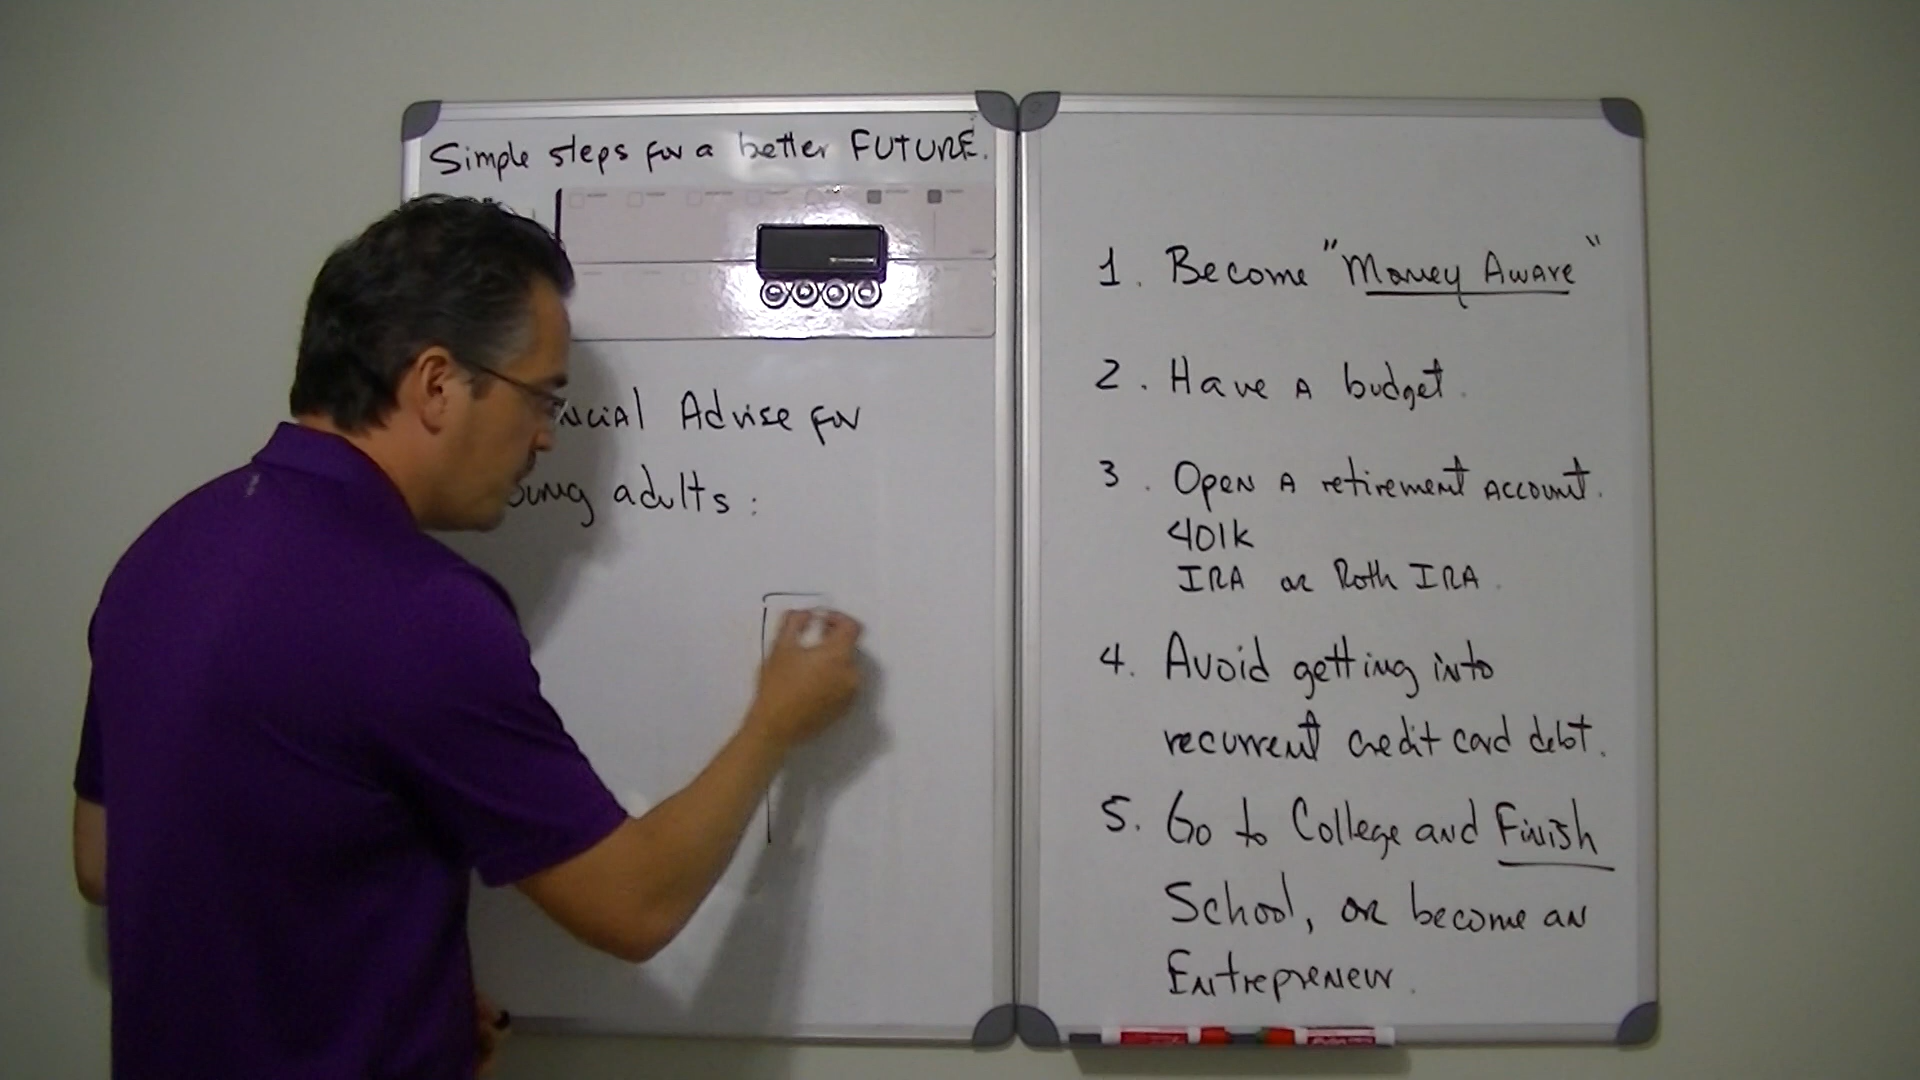 Simple steps for a better FUTURE.
Advise for
adults:
1. Become "Money Aware"
2. Have A budget.
3. Open A retirement account.
401k
IRA or Roth IRA.
4. Avoid getting into
recurrent credit card debt.
5. Go to College and Finish
School, or become an
Entrepreneur.